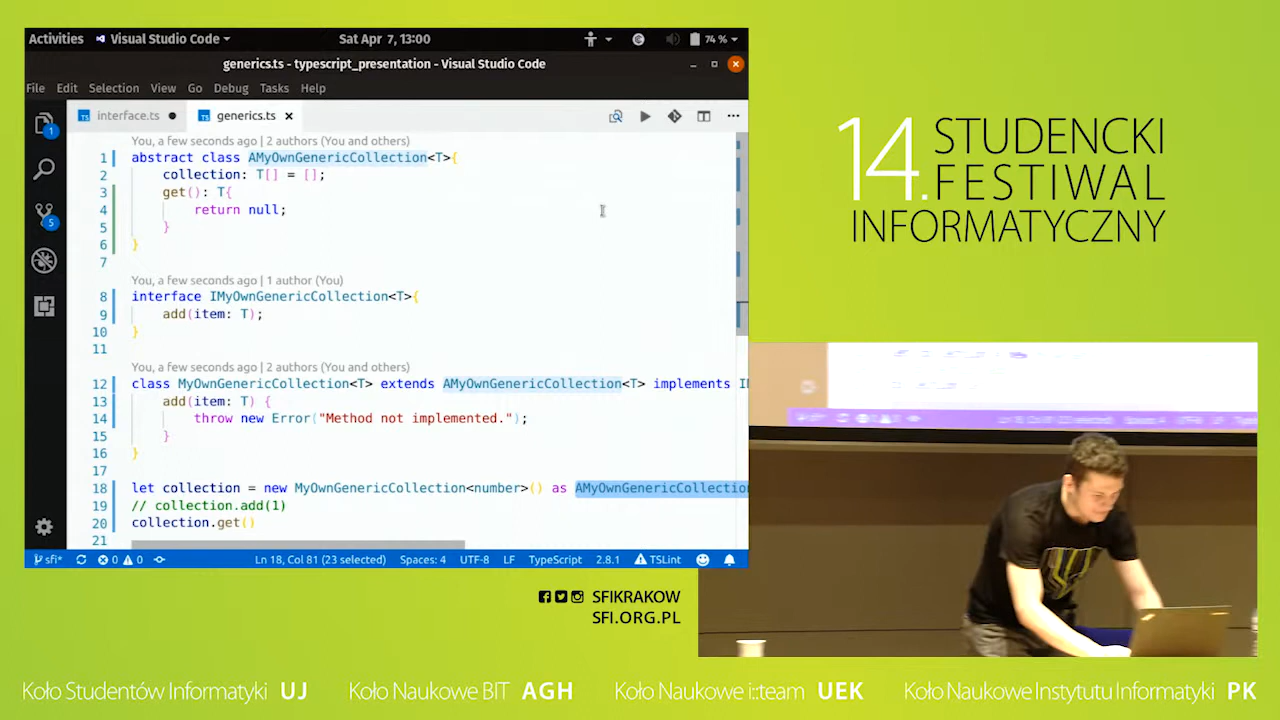 Activities Visual Studio Code Sat Apr 7, 13:00 74 %
generics.ts - typescript_presentation - Visual Studio Code
File Edit Selection View Go Debug Tasks Help
interface.ts generics.ts
You, a few seconds ago | 2 authors (You and others)
1 abstract class AMyOwnGenericCollection<T>{
2 collection: T[] = [];
3 get(): T{
4 return null;
5 }
6 }
7
You, a few seconds ago | 1 author (You)
8 interface IMyOwnGenericCollection<T>{
9 add(item: T);
10 }
11
You, a few seconds ago | 2 authors (You and others)
12 class MyOwnGenericCollection<T> extends AMyOwnGenericCollection<T> implements
13 add(item: T) {
14 throw new Error("Method not implemented.");
15 }
16 }
17
18 let collection = new MyOwnGenericCollection<number>() as AMyOwnGenericCollection
19 // collection.add(1)
20 collection.get()
21
1
5
sfi* 0 0 Ln 18, Col 81 (23 selected) Spaces: 4 UTF-8 LF TypeScript 2.8.1 TSLint
14. STUDENCKI
FESTIWAL
INFORMATYCZNY
SFIKRAKOW
SFI.ORG.PL
Koło Studentów Informatyki UJ Koło Naukowe BIT AGH Koło Naukowe i::team UEK Koło Naukowe Instytutu Informatyki PK